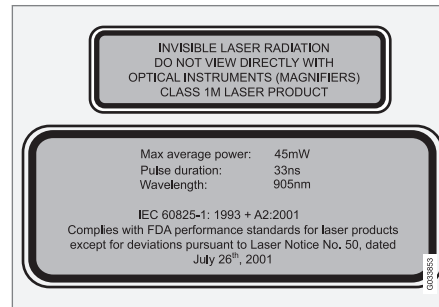 INVISIBLE LASER RADIATION
DO NOT VIEW DIRECTLY WITH
OPTICAL INSTRUMENTS (MAGNIFIERS)
CLASS 1M LASER PRODUCT
Max average power: 45mW
Pulse duration: 33ns
Wavelength: 905nm
IEC 60825-1: 1993 + A2:2001
Complies with FDA performance standards for laser products
except for deviations pursuant to Laser Notice No. 50, dated
July 26th, 2001
G033853